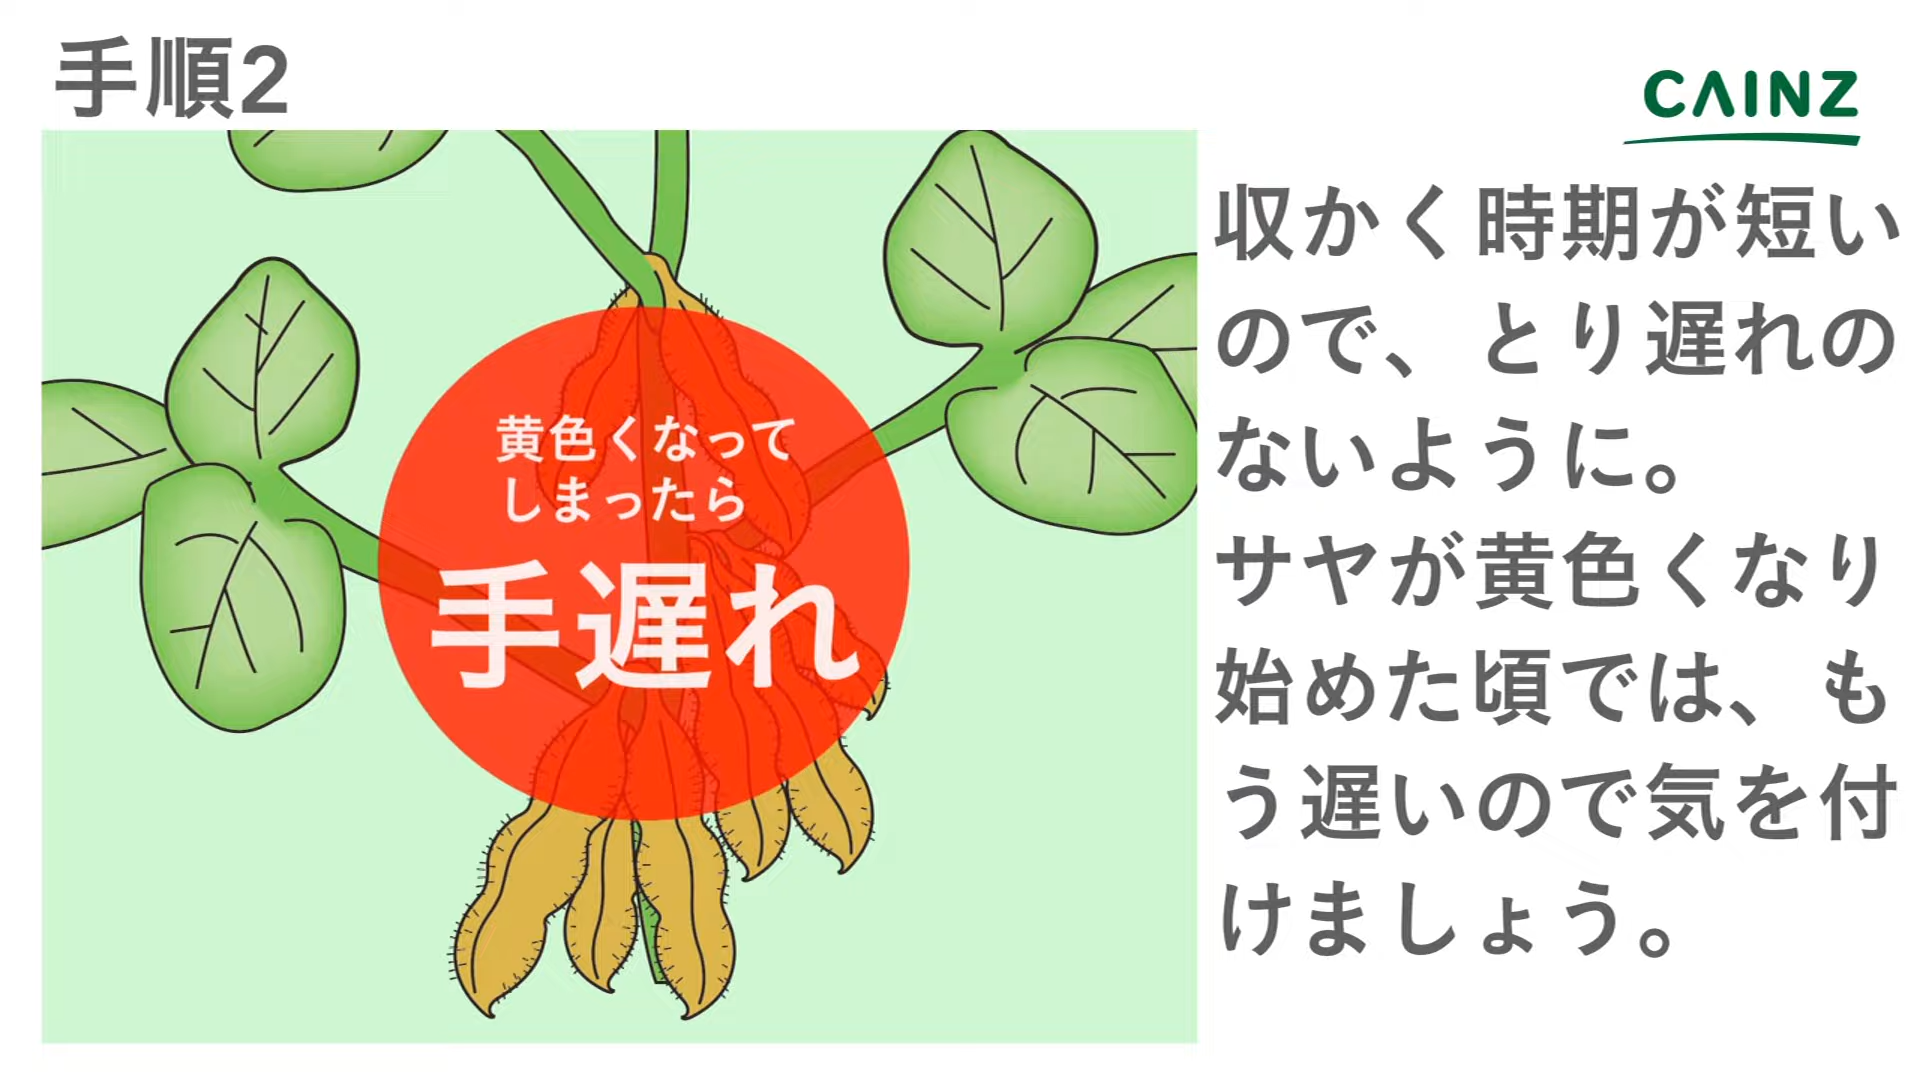 手順2
CAINZ
黄色くなって
しまったら
手遅れ
収かく時期が短い
ので、とり遅れの
ないように。
サヤが黄色くなり
始めた頃では、も
う遅いので気を付
けましょう。